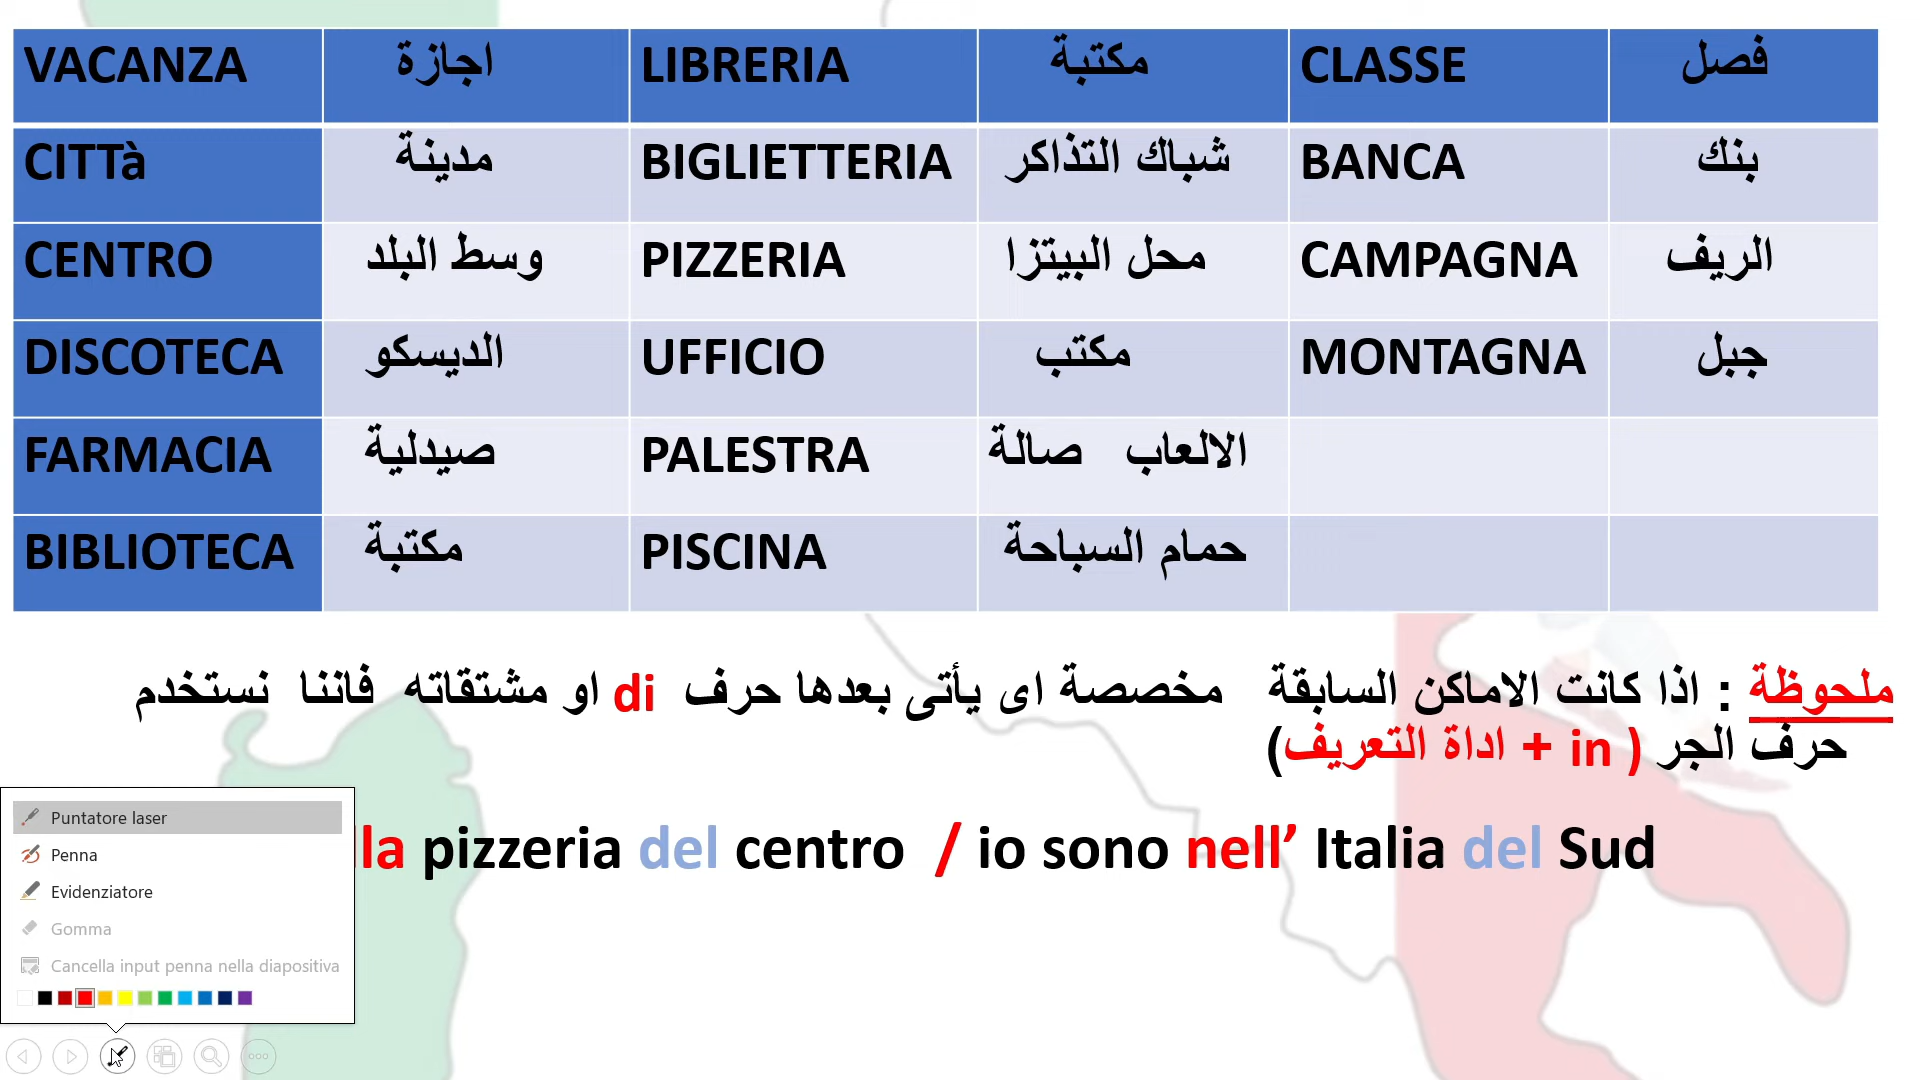 VACANZA اجازة LIBRERIA مكتبة CLASSE فصل
CITTà مدينة BIGLIETTERIA شباك التذاكر BANCA بنك
CENTRO وسط البلد PIZZERIA محل البيتزا CAMPAGNA الريف
DISCOTECA الديسكو UFFICIO مكتب MONTAGNA جبل
FARMACIA صيدلية PALESTRA الالعاب صالة
BIBLIOTECA مكتبة PISCINA حمام السباحة
ملحوظة : اذا كانت الاماكن السابقة مخصصة اى يأتى بعدها حرف di او مشتقاته فاننا نستخدم
حرف الجر ( in + اداة التعريف)
la pizzeria del centro / io sono nell’ Italia del Sud
Puntatore laser
Penna
Evidenziatore
Gomma
Cancella input penna nella diapositiva